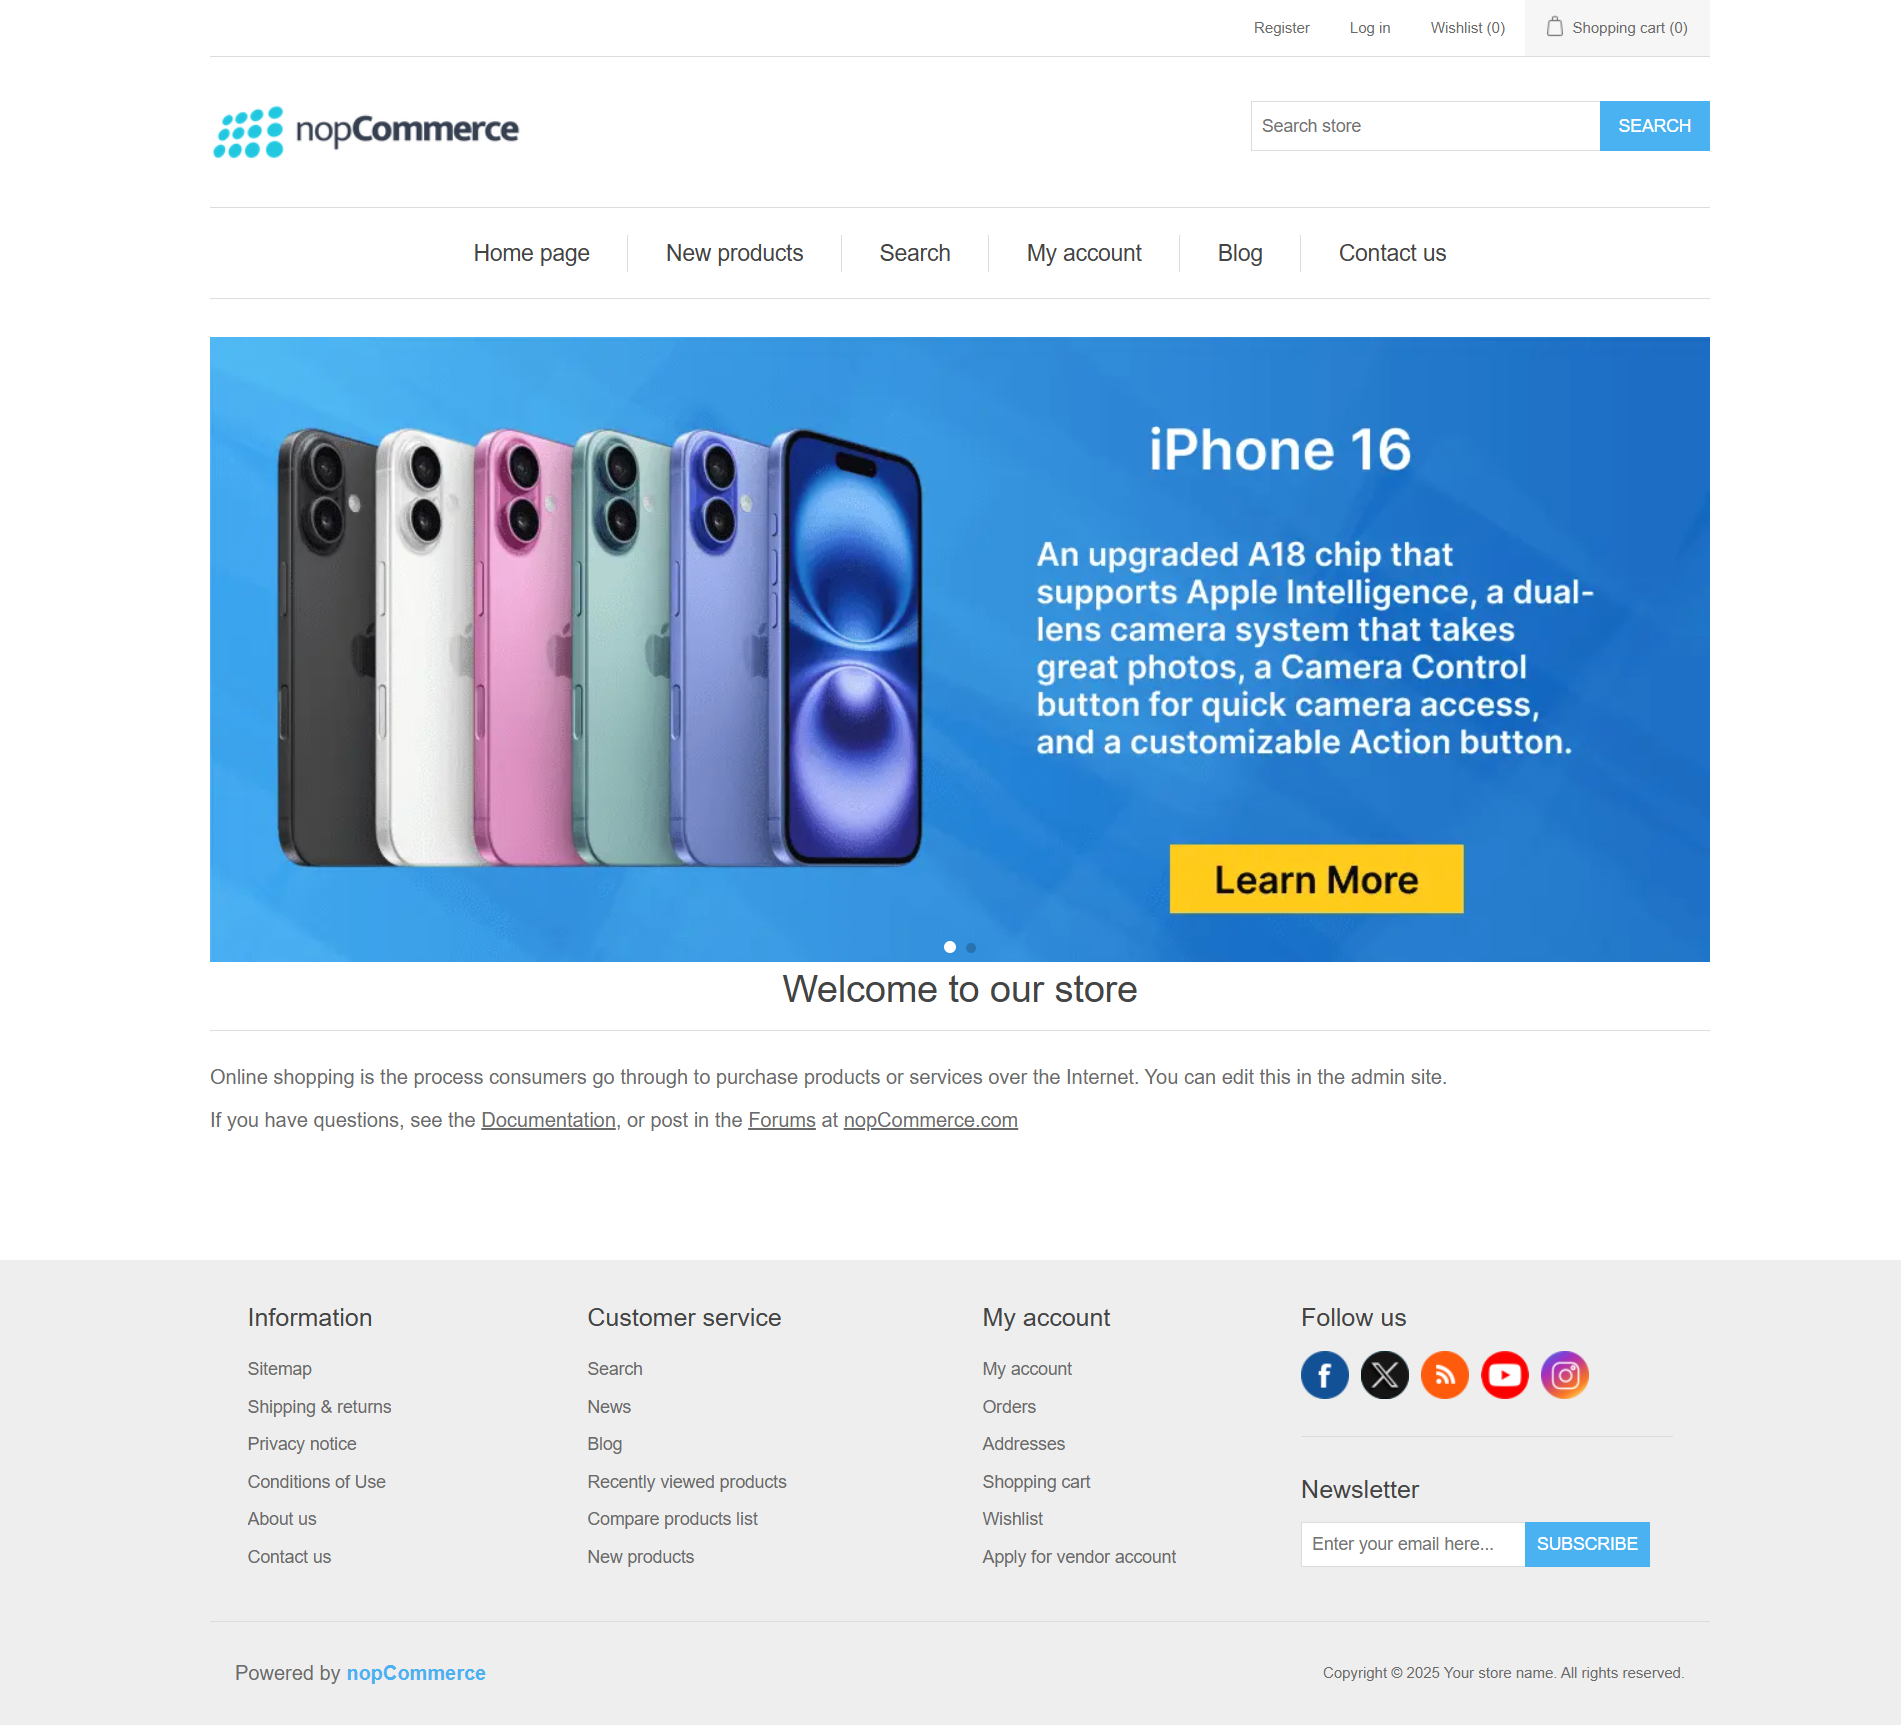 Register Log in Wishlist (0) Shopping cart (0)
nopCommerce
Search store SEARCH
Home page New products Search My account Blog Contact us
iPhone 16
An upgraded A18 chip that
supports Apple Intelligence, a dual-
lens camera system that takes
great photos, a Camera Control
button for quick camera access,
and a customizable Action button.
Learn More
Welcome to our store
Online shopping is the process consumers go through to purchase products or services over the Internet. You can edit this in the admin site.
If you have questions, see the Documentation, or post in the Forums at nopCommerce.com
Information
Sitemap
Shipping & returns
Privacy notice
Conditions of Use
About us
Contact us
Customer service
Search
News
Blog
Recently viewed products
Compare products list
New products
My account
My account
Orders
Addresses
Shopping cart
Wishlist
Apply for vendor account
Follow us
Newsletter
Enter your email here... SUBSCRIBE
Powered by nopCommerce
Copyright © 2025 Your store name. All rights reserved.